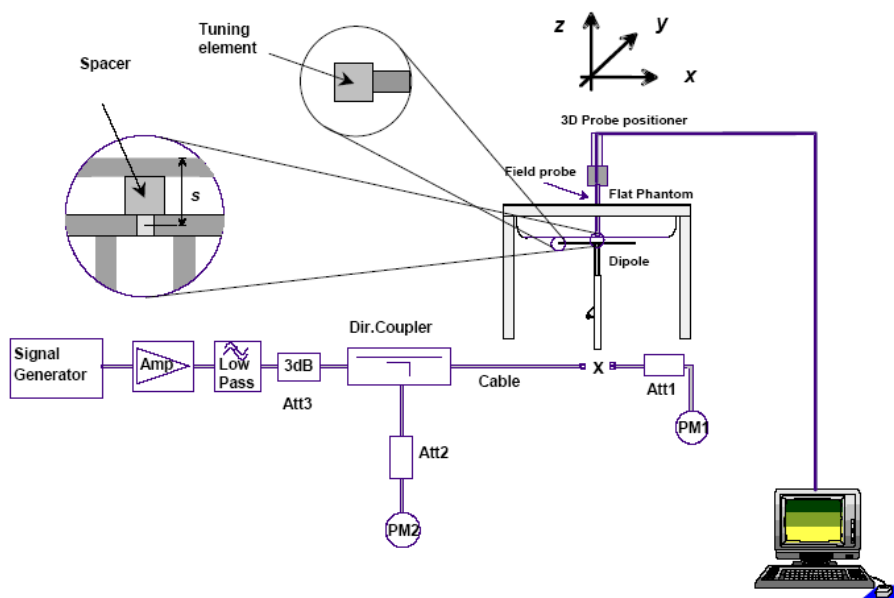 Tuning
element
Spacer
s
z
y
x
3D Probe positioner
Field probe
Flat Phantom
Dipole
Dir.Coupler
Signal
Generator
Amp
Low
Pass
3dB
Att3
Cable
X
Att1
PM1
Att2
PM2